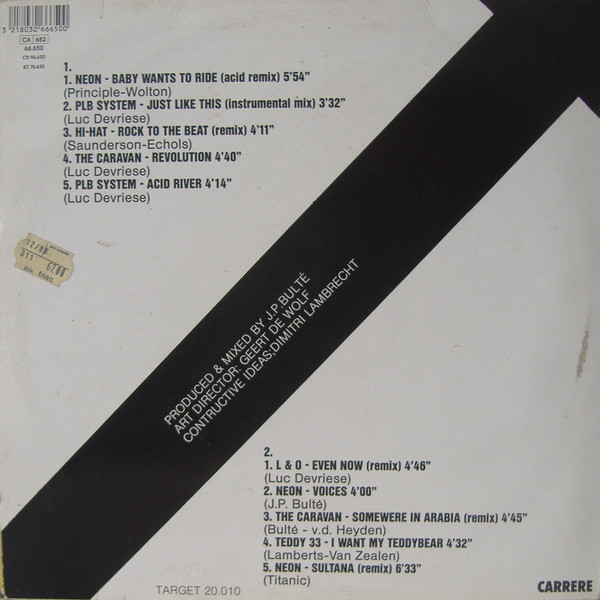 3 218030 666500
CA 682
66.650
CD 96.650
K7 76.650
1.
1. NEON - BABY WANTS TO RIDE (acid remix) 5'54"
(Principle-Wolton)
2. PLB SYSTEM - JUST LIKE THIS (instrumental mix) 3'32"
(Luc Devriese)
3. HI-HAT - ROCK TO THE BEAT (remix) 4'11"
(Saunderson-Echols)
4. THE CARAVAN - REVOLUTION 4'40"
(Luc Devriese)
5. PLB SYSTEM - ACID RIVER 4'14"
(Luc Devriese)
313
fnac
PRODUCED & MIXED BY J.P.BULTÉ
ART DIRECTOR: GEERT DE WOLF
CONTRUCTIVE IDEAS:DIMITRI LAMBRECHT
2.
1. L & O - EVEN NOW (remix) 4'46"
(Luc Devriese)
2. NEON - VOICES 4'00"
(J.P. Bulté)
3. THE CARAVAN - SOMEWERE IN ARABIA (remix) 4'45"
(Bulté - v.d. Heyden)
4. TEDDY 33 - I WANT MY TEDDYBEAR 4'32"
(Lamberts-Van Zealen)
5. NEON - SULTANA (remix) 6'33"
(Titanic)
TARGET 20.010
CARRERE